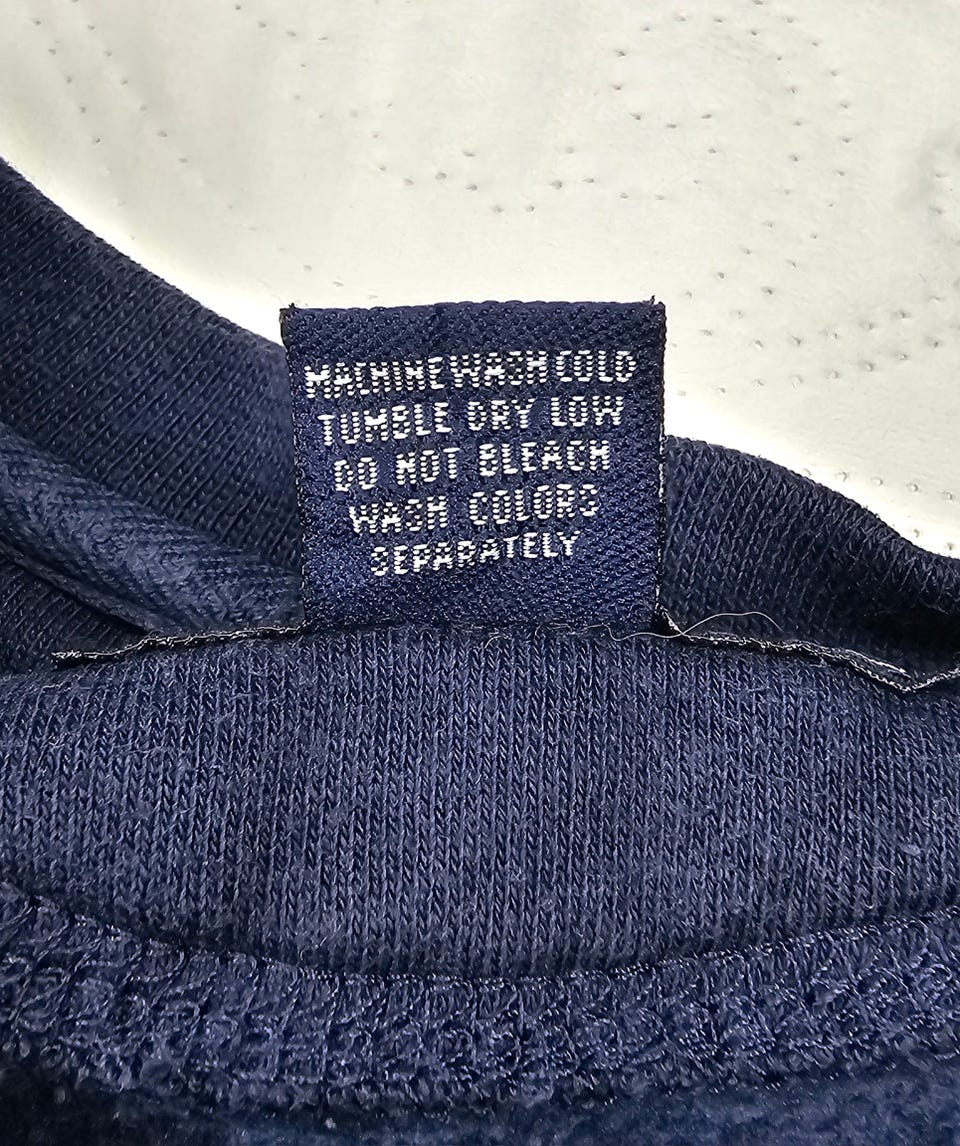 MACHINE WASH COLD
TUMBLE DRY LOW
DO NOT BLEACH
WASH COLORS
SEPARATELY